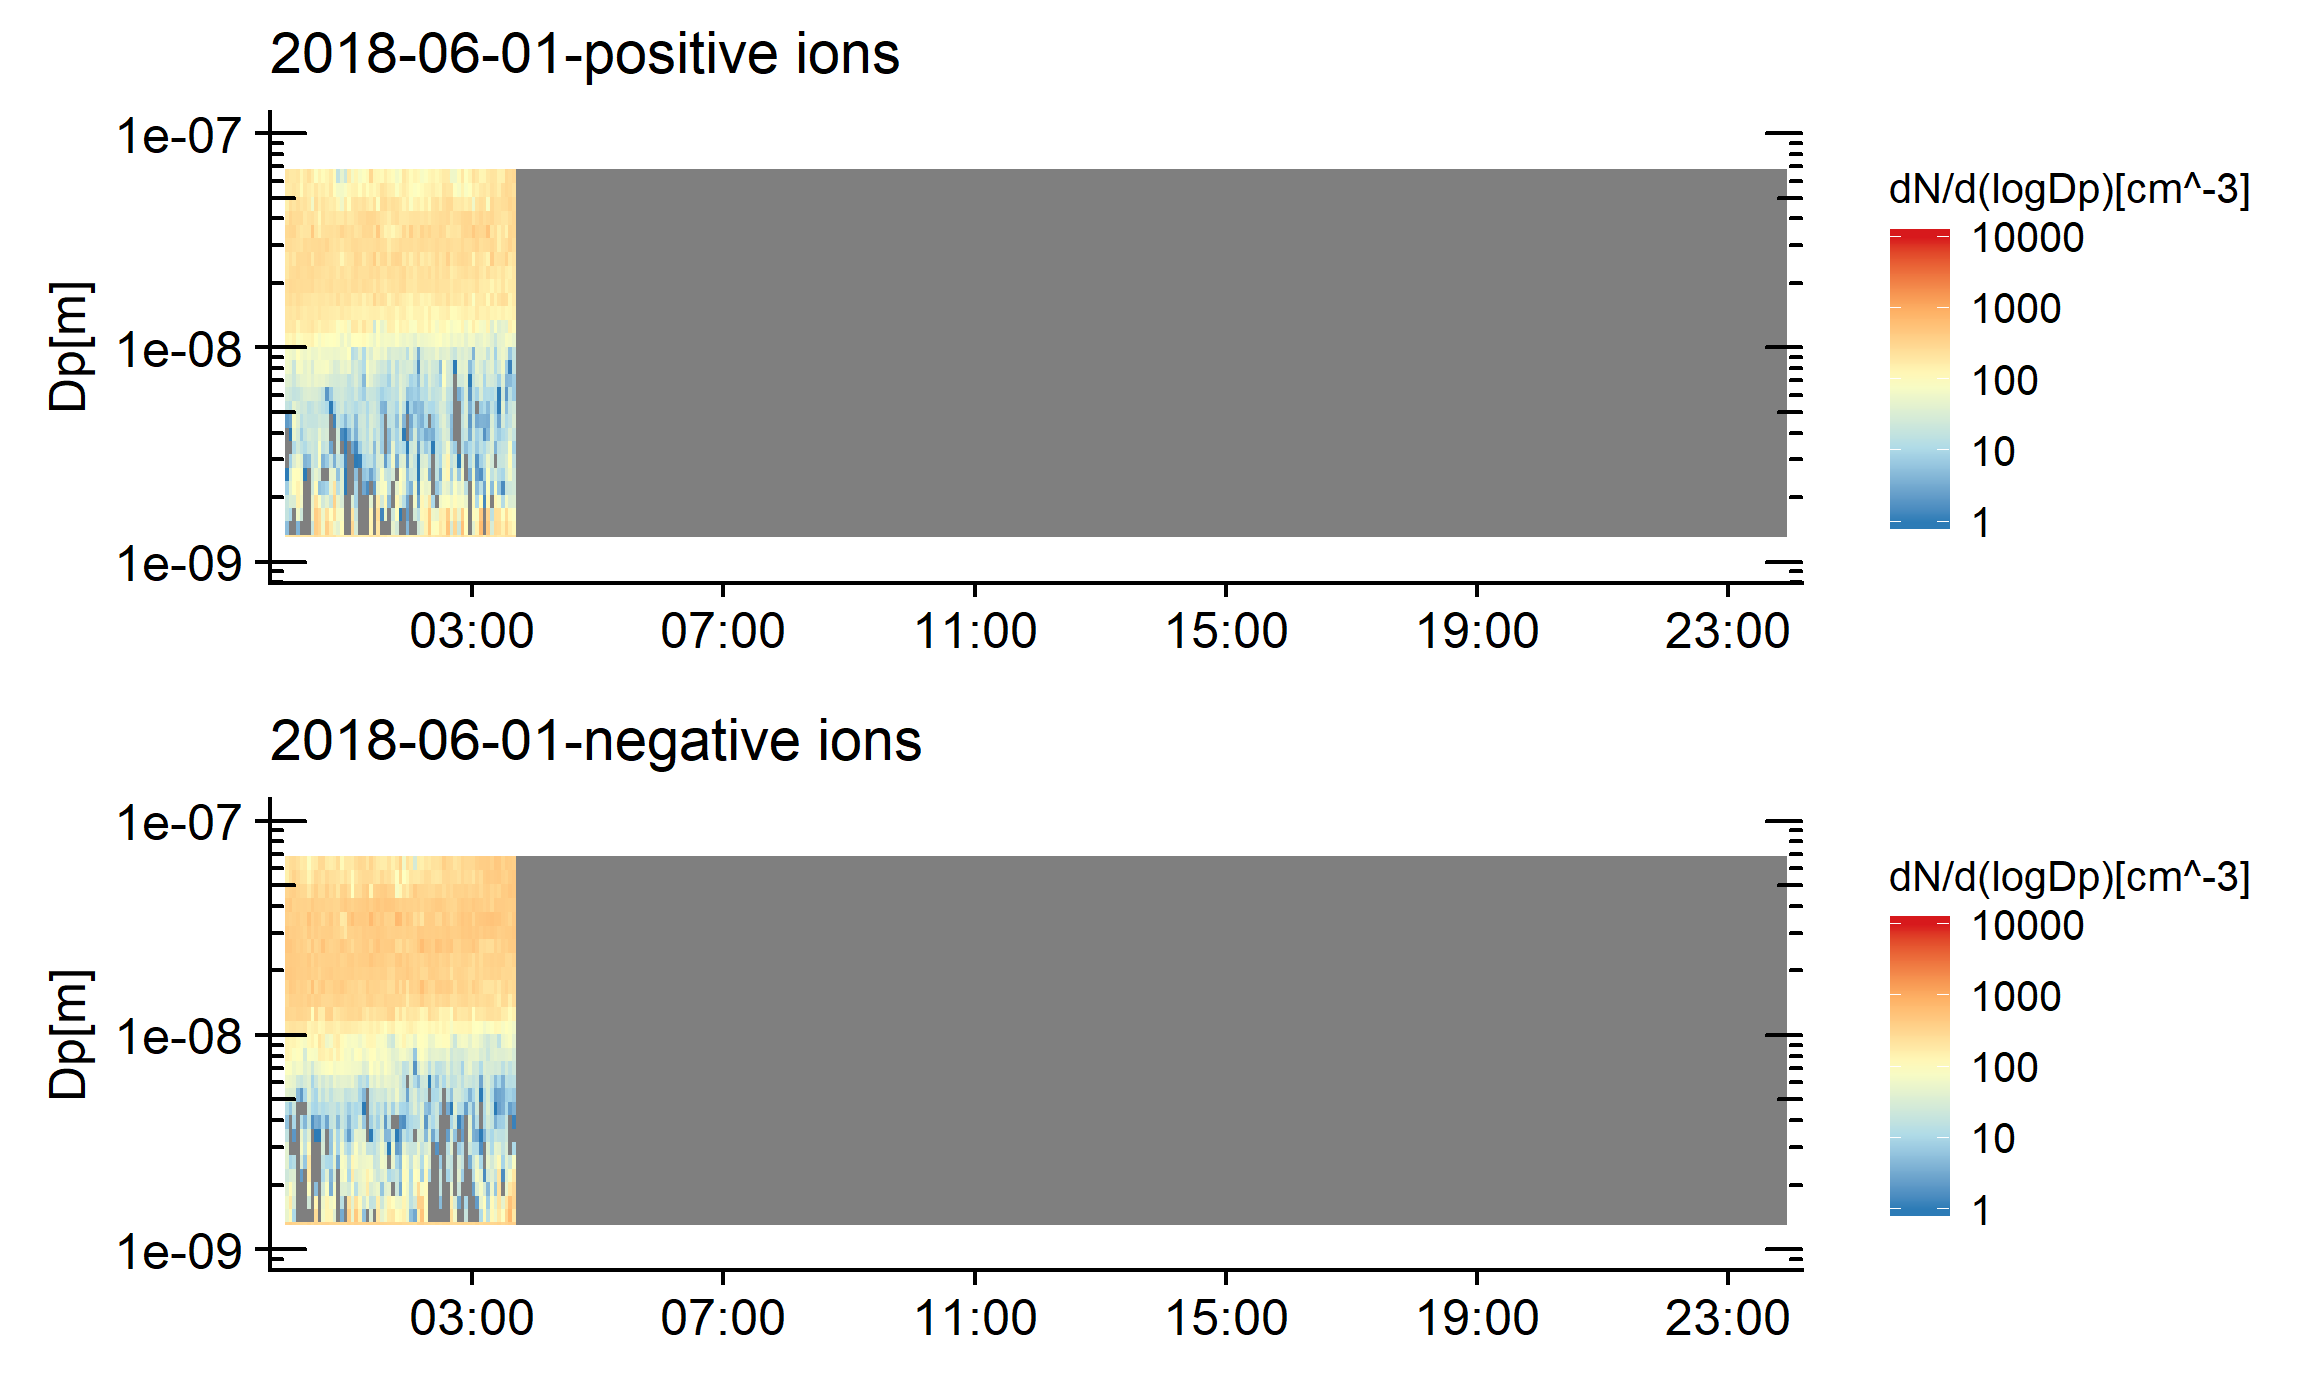 2018-06-01-positive ions
1e-07
1e-08
1e-09
Dp[m]
03:00 07:00 11:00 15:00 19:00 23:00
dN/d(logDp)[cm^-3]
10000
1000
100
10
1
2018-06-01-negative ions
1e-07
1e-08
1e-09
Dp[m]
03:00 07:00 11:00 15:00 19:00 23:00
dN/d(logDp)[cm^-3]
10000
1000
100
10
1